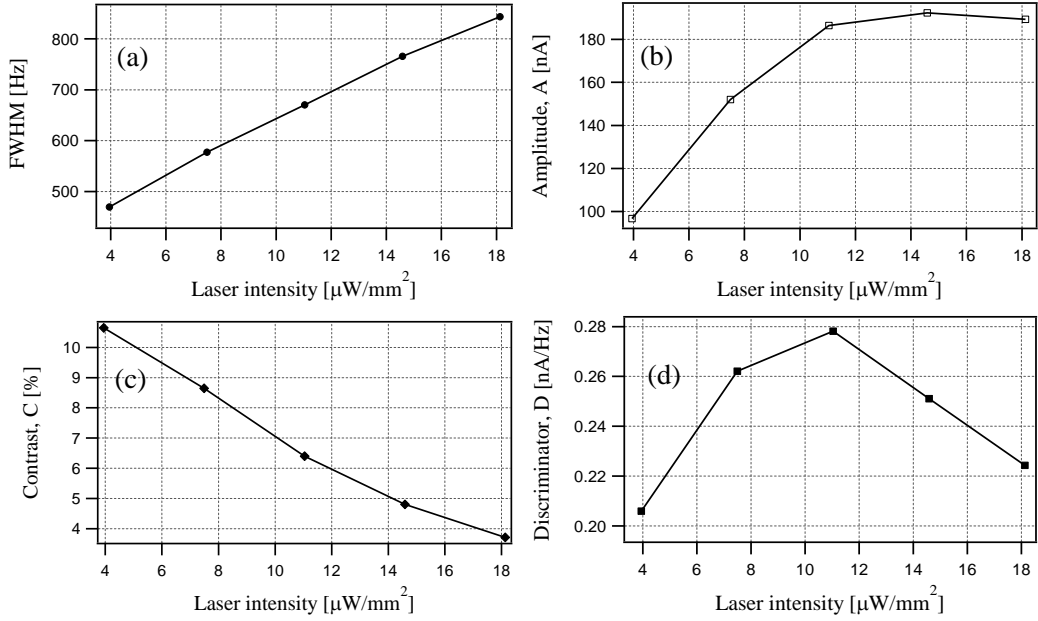 FWHM [Hz]
(a)
800
700
600
500
4 6 8 10 12 14 16 18
Laser intensity [μW/mm²]
Amplitude, A [nA]
(b)
180
160
140
120
100
4 6 8 10 12 14 16 18
Laser intensity [μW/mm²]
Contrast, C [%]
(c)
10
9
8
7
6
5
4
4 6 8 10 12 14 16 18
Laser intensity [μW/mm²]
Discriminator, D [nA/Hz]
(d)
0.28
0.26
0.24
0.22
0.20
4 6 8 10 12 14 16 18
Laser intensity [μW/mm²]